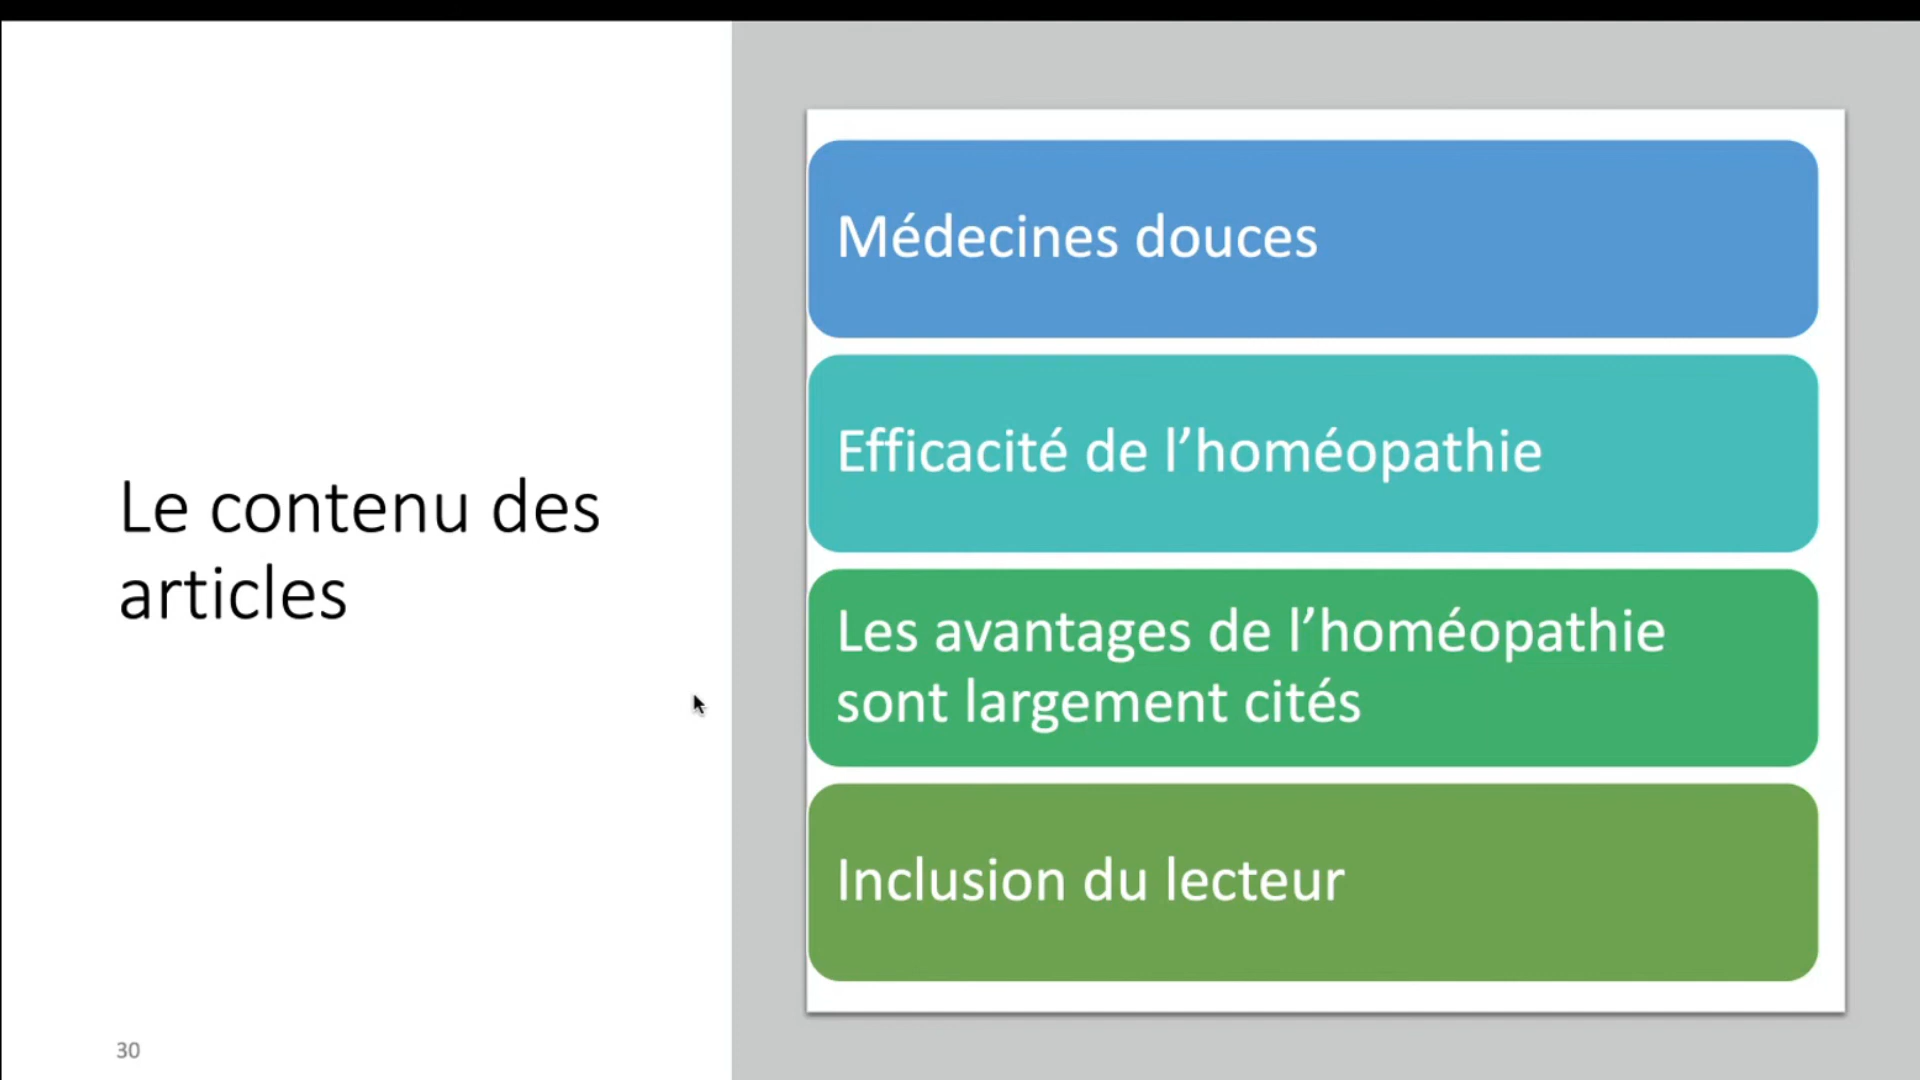 Le contenu des
articles
Médecines douces
Efficacité de l’homéopathie
Les avantages de l’homéopathie
sont largement cités
Inclusion du lecteur
30